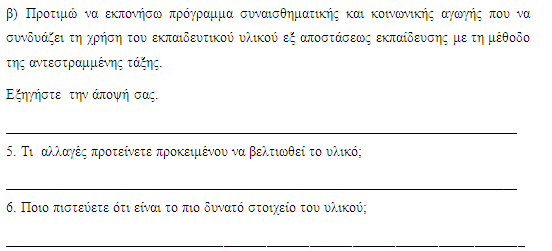 β) Προτιμώ να εκπονήσω πρόγραμμα συναισθηματικής και κοινωνικής αγωγής που να
συνδυάζει τη χρήση του εκπαιδευτικού υλικού εξ αποστάσεως εκπαίδευσης με τη μέθοδο
της αντεστραμμένης τάξης.
Εξηγήστε την άποψή σας.
5. Τι αλλαγές προτείνετε προκειμένου να βελτιωθεί το υλικό;
6. Ποιο πιστεύετε ότι είναι το πιο δυνατό στοιχείο του υλικού;